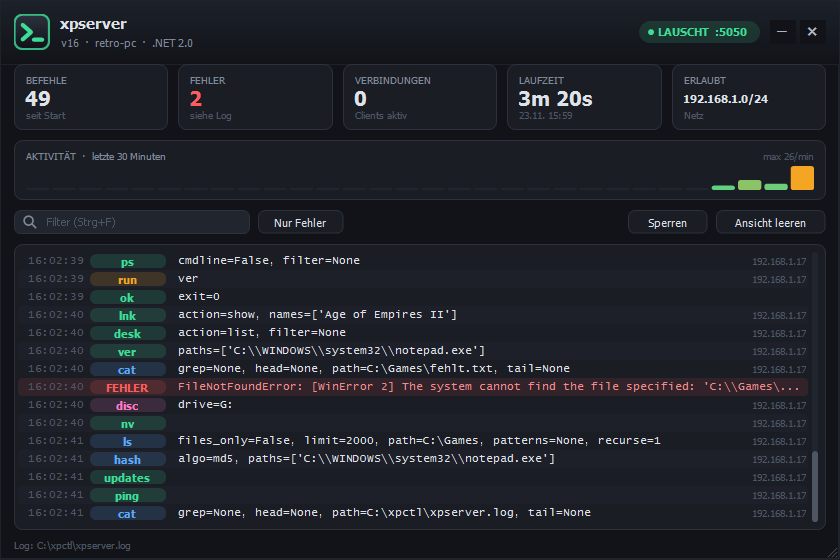 xpserver
v16 · retro-pc · .NET 2.0
LAUSCHT :5050
BEFEHLE
49
seit Start
FEHLER
2
siehe Log
VERBINDUNGEN
0
Clients aktiv
LAUFZEIT
3m 20s
23.11. 15:59
ERLAUBT
192.168.1.0/24
Netz
AKTIVITÄT · letzte 30 Minuten
max 26/min
Filter (Strg+F)
Nur Fehler
Sperren
Ansicht leeren
16:02:39 ps cmdline=False, filter=None 192.168.1.17
16:02:39 run ver 192.168.1.17
16:02:39 ok exit=0
16:02:40 lnk action=show, names=['Age of Empires II'] 192.168.1.17
16:02:40 desk action=list, filter=None 192.168.1.17
16:02:40 ver paths=['C:\\WINDOWS\\system32\\notepad.exe'] 192.168.1.17
16:02:40 cat grep=None, head=None, path=C:\Games\fehlt.txt, tail=None 192.168.1.17
16:02:40 FEHLER FileNotFoundError: [WinError 2] The system cannot find the file specified: 'C:\\Games\...
16:02:40 disc drive=G: 192.168.1.17
16:02:40 nv 192.168.1.17
16:02:41 ls files_only=False, limit=2000, path=C:\Games, patterns=None, recurse=1 192.168.1.17
16:02:41 hash algo=md5, paths=['C:\\WINDOWS\\system32\\notepad.exe'] 192.168.1.17
16:02:41 updates 192.168.1.17
16:02:41 ping 192.168.1.17
16:02:41 cat grep=None, head=None, path=C:\xpctl\xpserver.log, tail=None 192.168.1.17
Log: C:\xpctl\xpserver.log